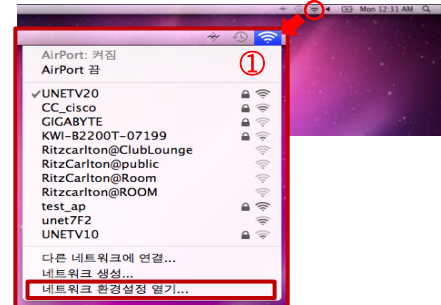 Mon 12:31 AM
①
AirPort: 켜짐
AirPort 끔
✓UNETV20
CC_cisco
GIGABYTE
KWI-B2200T-07199
RitzCarlton@ClubLounge
Ritzcarlton@public
Ritzcarlton@Room
Ritzcarlton@ROOM
test_ap
unet7F2
UNETV10
다른 네트워크에 연결...
네트워크 생성...
네트워크 환경설정 열기...